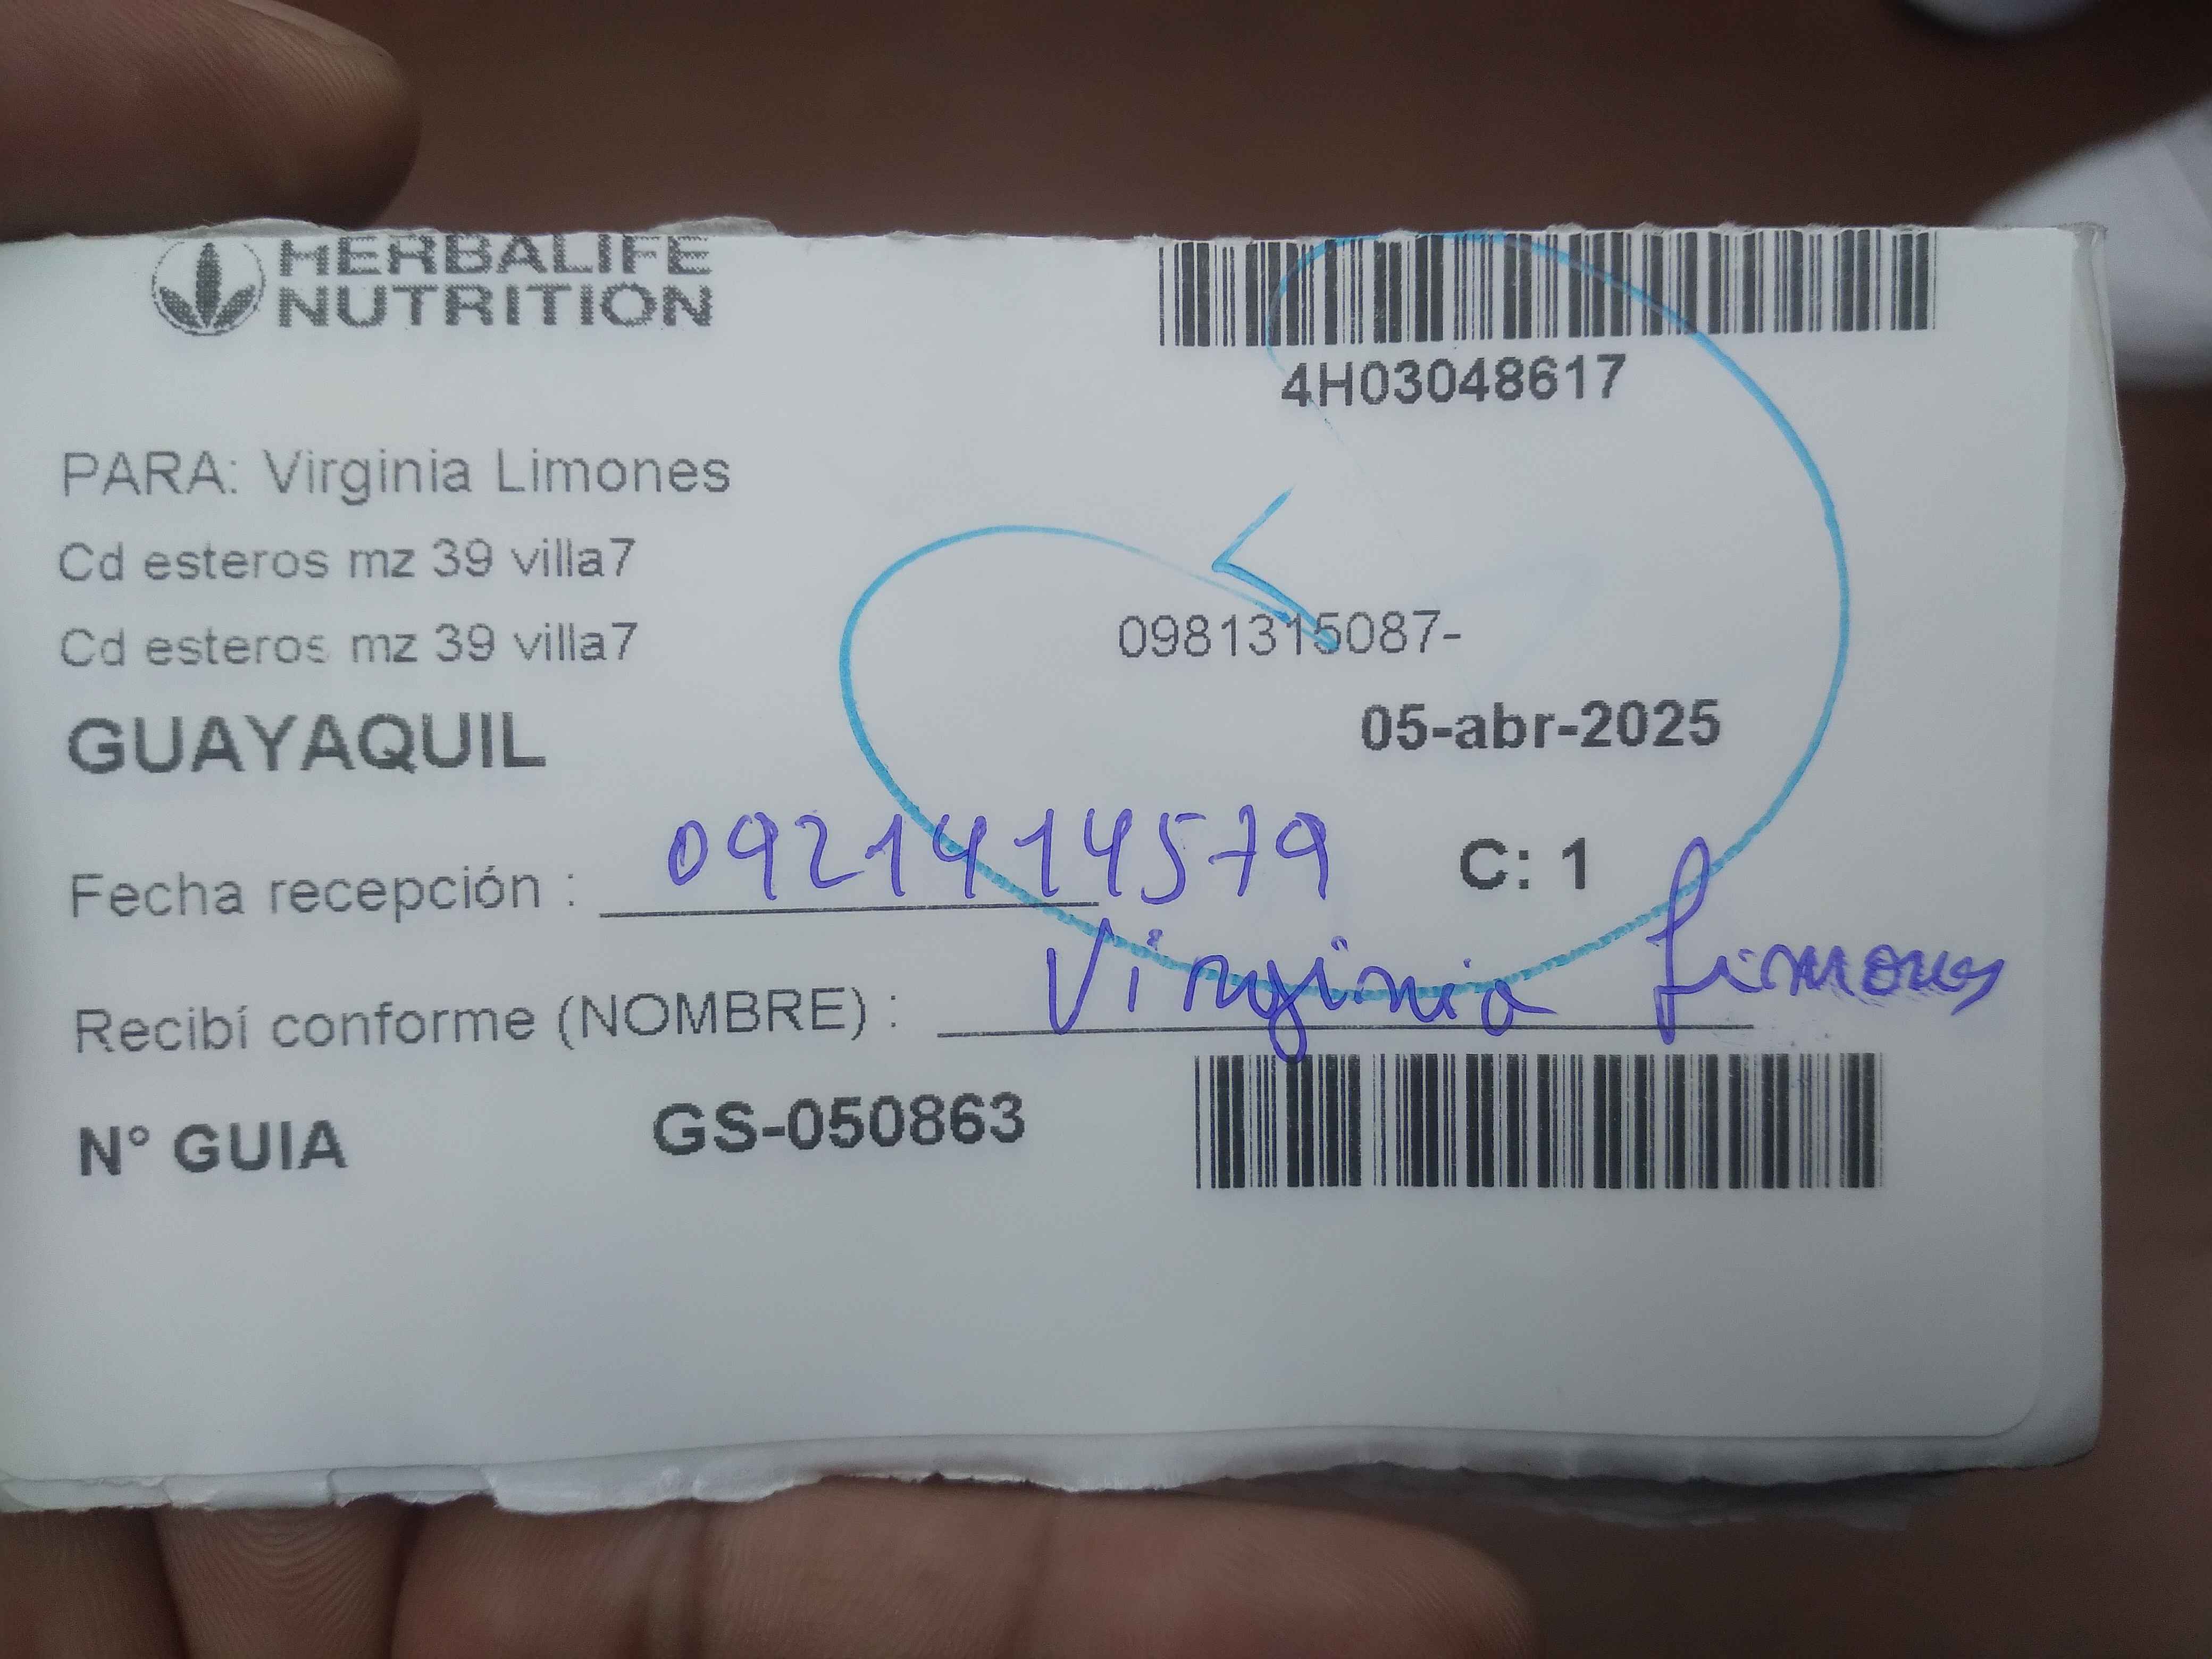 HERBALIFE
NUTRITION
4H03048617
PARA: Virginia Limones
Cd esteros mz 39 villa7
Cd esteros mz 39 villa7
0981315087-
GUAYAQUIL
05-abr-2025
Fecha recepción : 0921414579
C: 1
Recibí conforme (NOMBRE) : Virginia Limones
N° GUIA GS-050863